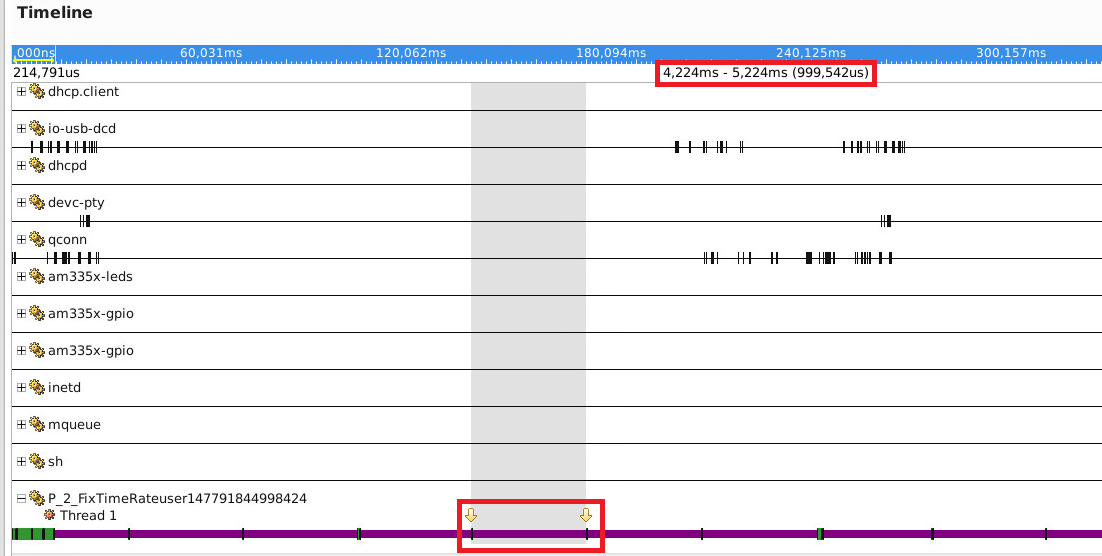 Timeline
,000ns 60,031ms 120,062ms 180,094ms 240,125ms 300,157ms
214,791us 4,224ms - 5,224ms (999,542us)
dhcp.client
io-usb-dcd
dhcpd
devc-pty
qconn
am335x-leds
am335x-gpio
am335x-gpio
inetd
mqueue
sh
P_2_FixTimeRateuser147791844998424
Thread 1